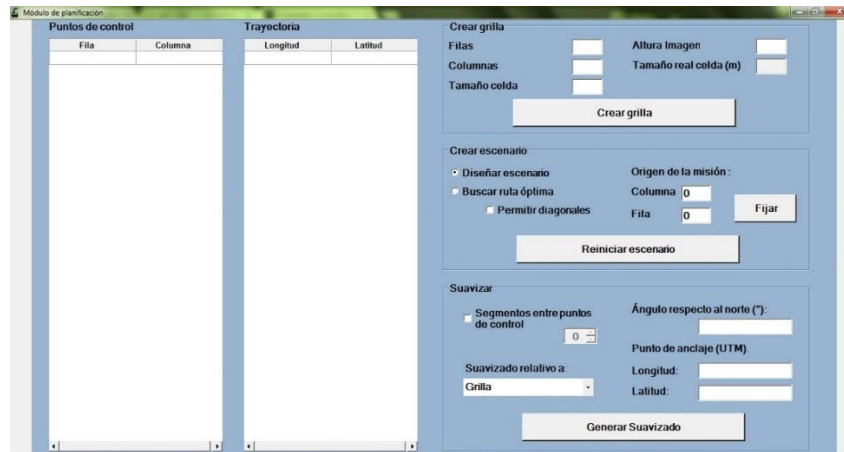 Módulo de planificación
Puntos de control
Fila Columna
Trayectoria
Longitud Latitud
Crear grilla
Filas
Altura Imagen
Columnas
Tamaño real celda (m)
Tamaño celda
Crear grilla
Crear escenario
Diseñar escenario
Origen de la misión :
Buscar ruta óptima
Columna 0
Permitir diagonales
Fila 0
Fijar
Reiniciar escenario
Suavizar
Segmentos entre puntos
de control
0
Ángulo respecto al norte (°):
Punto de anclaje (UTM)
Suavizado relativo a:
Longitud:
Grilla
Latitud:
Generar Suavizado